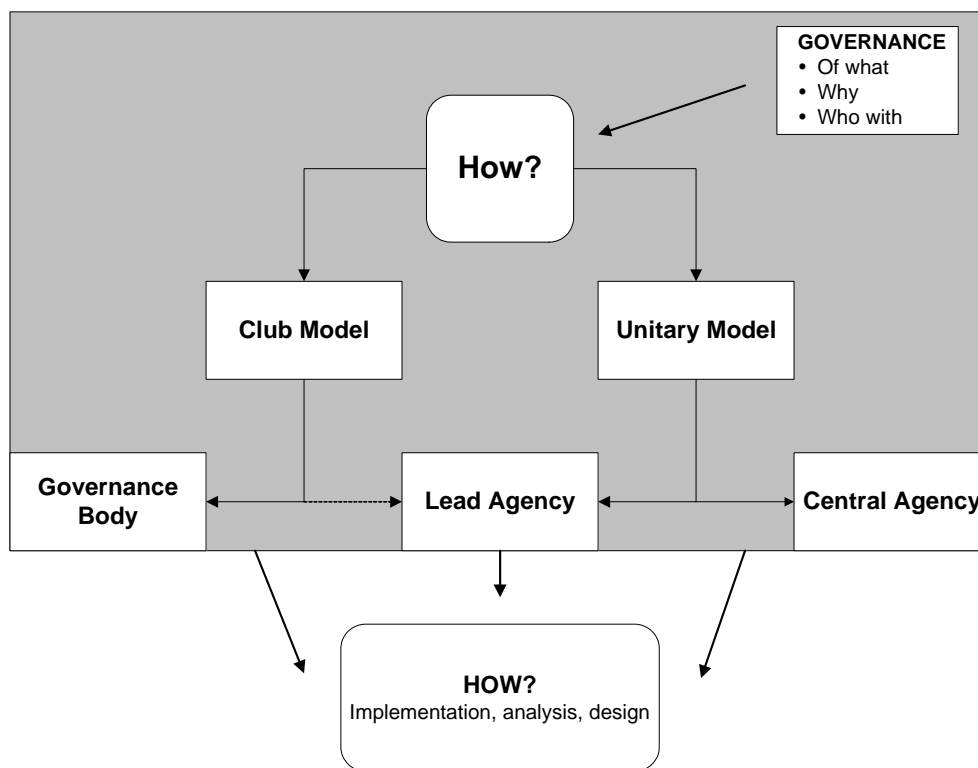 GOVERNANCE
• Of what
• Why
• Who with
How?
Club Model
Unitary Model
Governance
Body
Lead Agency
Central Agency
HOW?
Implementation, analysis, design